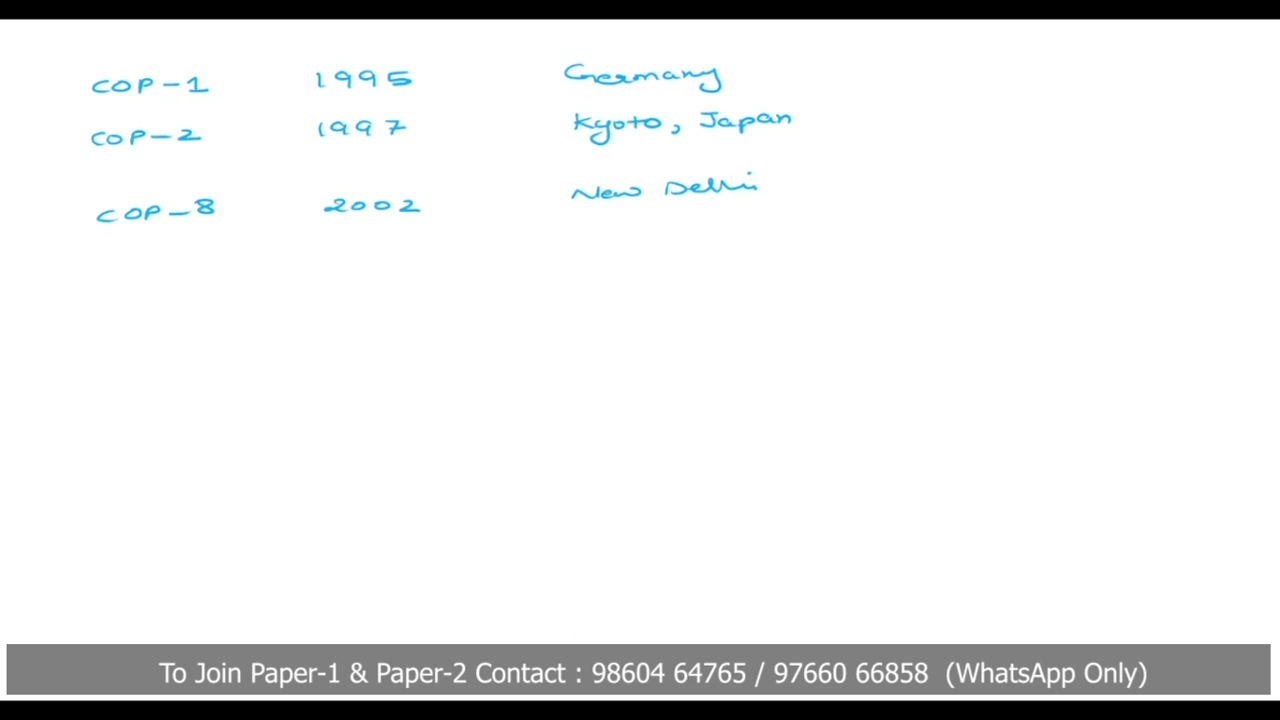 COP-1 1995 Germany
COP-2 1997 Kyoto, Japan
COP-8 2002 New Delhi
To Join Paper-1 & Paper-2 Contact : 98604 64765 / 97660 66858 (WhatsApp Only)